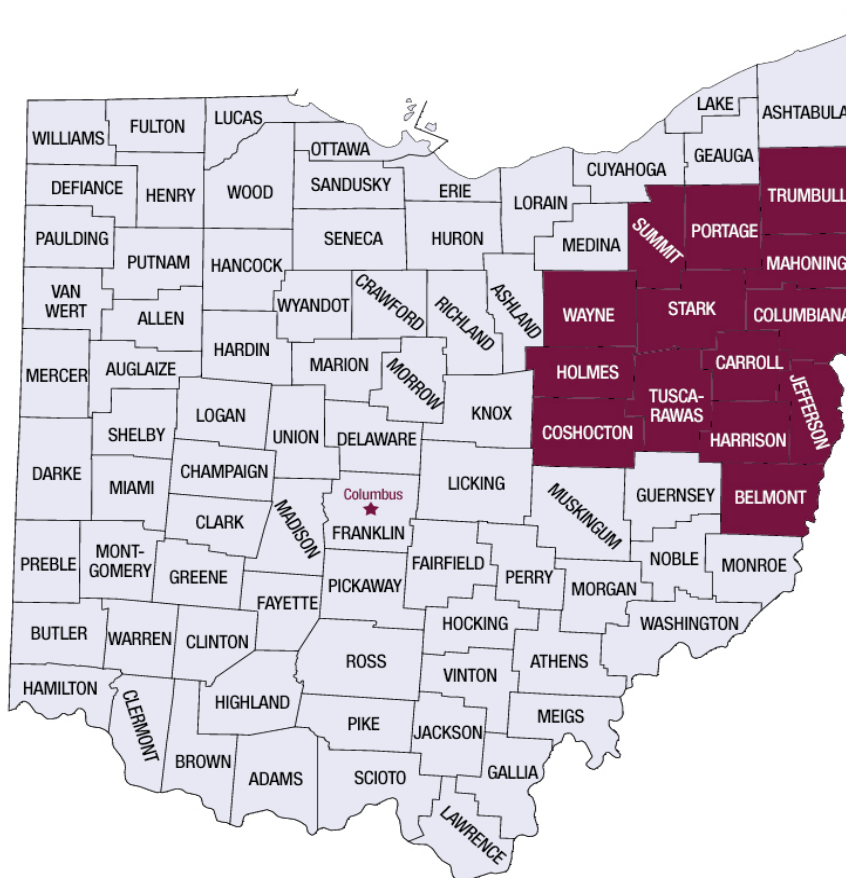 LAKE
ASHTABULA
WILLIAMS
FULTON
LUCAS
OTTAWA
CUYAHOGA
GEAUGA
DEFIANCE
HENRY
WOOD
SANDUSKY
ERIE
LORAIN
TRUMBULL
PAULDING
PUTNAM
HANCOCK
SENECA
HURON
MEDINA
SUMMIT
PORTAGE
MAHONING
VAN
WERT
ALLEN
WYANDOT
CRAWFORD
RICHLAND
ASHLAND
WAYNE
STARK
COLUMBIANA
MERCER
AUGLAIZE
HARDIN
MARION
MORROW
HOLMES
CARROLL
JEFFERSON
TUSCA-
RAWAS
SHELBY
LOGAN
UNION
DELAWARE
KNOX
COSHOCTON
HARRISON
DARKE
MIAMI
CHAMPAIGN
LICKING
MUSKINGUM
GUERNSEY
BELMONT
CLARK
MADISON
Columbus
FRANKLIN
PREBLE
MONT-
GOMERY
GREENE
FAYETTE
PICKAWAY
FAIRFIELD
PERRY
MORGAN
NOBLE
MONROE
BUTLER
WARREN
CLINTON
ROSS
HOCKING
ATHENS
WASHINGTON
HAMILTON
CLERMONT
HIGHLAND
VINTON
PIKE
JACKSON
MEIGS
BROWN
ADAMS
SCIOTO
GALLIA
LAWRENCE